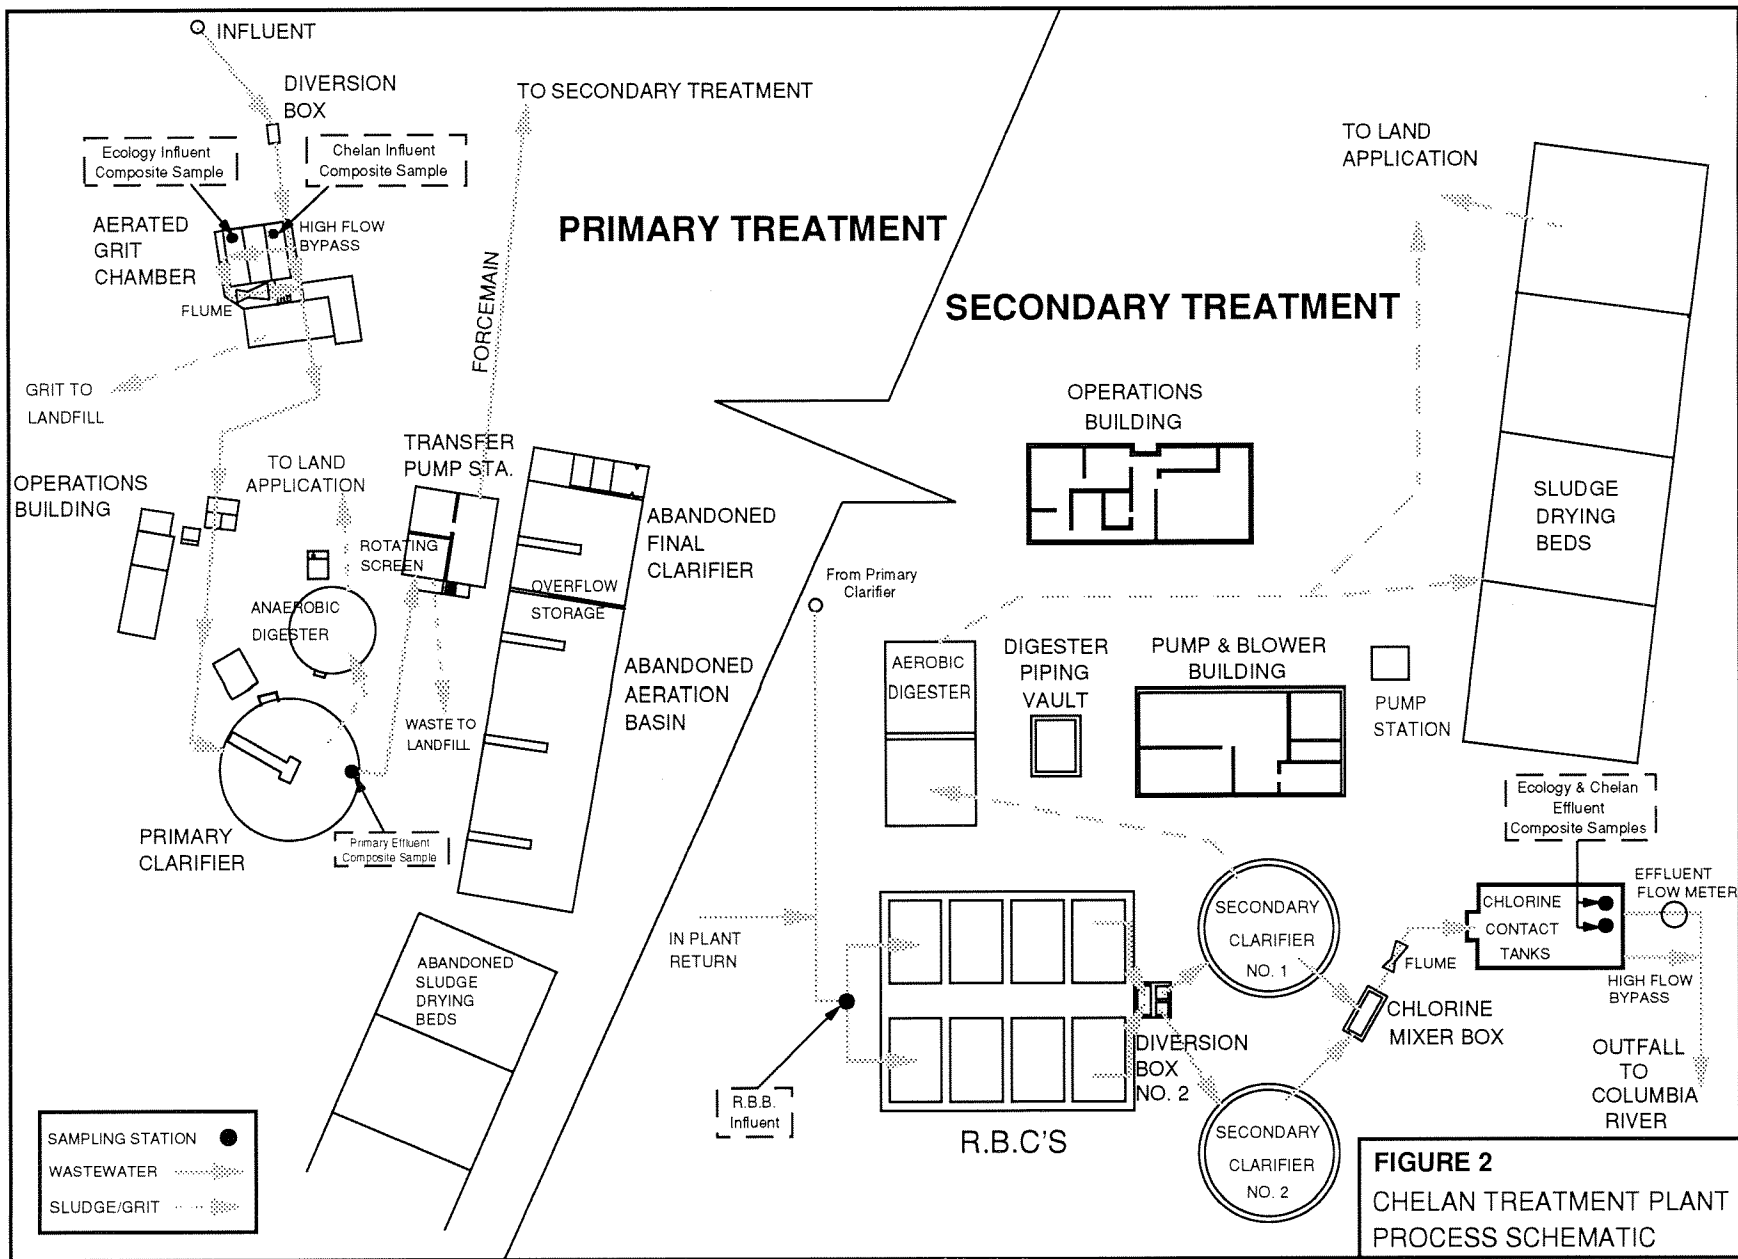 INFLUENT
DIVERSION
BOX
TO SECONDARY TREATMENT
Ecology Influent
Composite Sample
Chelan Influent
Composite Sample
AERATED
GRIT
CHAMBER
HIGH FLOW
BYPASS
FLUME
GRIT TO
LANDFILL
PRIMARY TREATMENT
FORCEMAIN
TRANSFER
PUMP STA.
TO LAND
APPLICATION
OPERATIONS
BUILDING
ROTATING
SCREEN
ANAEROBIC
DIGESTER
ABANDONED
FINAL
CLARIFIER
OVERFLOW
STORAGE
ABANDONED
AERATION
BASIN
WASTE TO
LANDFILL
PRIMARY
CLARIFIER
Primary Effluent
Composite Sample
ABANDONED
SLUDGE
DRYING
BEDS
SAMPLING STATION
WASTEWATER
SLUDGE/GRIT
SECONDARY TREATMENT
TO LAND
APPLICATION
OPERATIONS
BUILDING
SLUDGE
DRYING
BEDS
From Primary
Clarifier
AEROBIC
DIGESTER
DIGESTER
PIPING
VAULT
PUMP & BLOWER
BUILDING
PUMP
STATION
Ecology & Chelan
Effluent
Composite Samples
IN PLANT
RETURN
SECONDARY
CLARIFIER
NO. 1
CHLORINE
CONTACT
TANKS
EFFLUENT
FLOW METER
FLUME
HIGH FLOW
BYPASS
CHLORINE
MIXER BOX
DIVERSION
BOX
NO. 2
OUTFALL
TO
COLUMBIA
RIVER
R.B.B.
Influent
R.B.C'S
SECONDARY
CLARIFIER
NO. 2
FIGURE 2
CHELAN TREATMENT PLANT
PROCESS SCHEMATIC